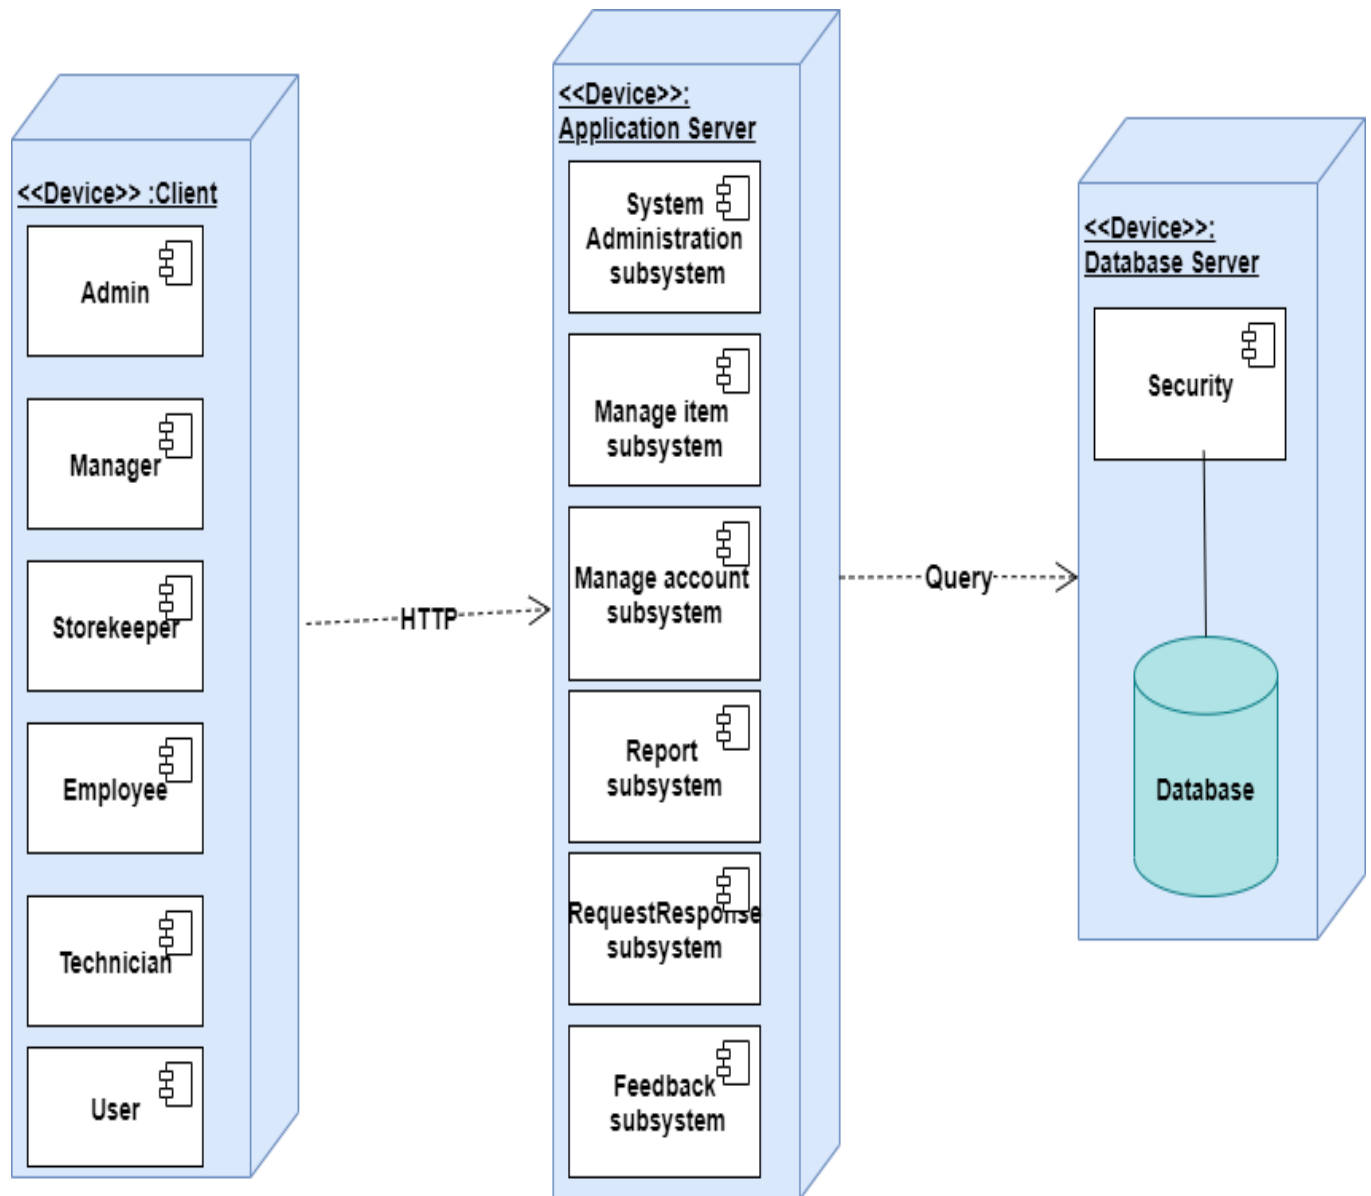 <<Device>> :Client
Admin
Manager
Storekeeper
Employee
Technician
User
HTTP
<<Device>>:
Application Server
System
Administration
subsystem
Manage item
subsystem
Manage account
subsystem
Report
subsystem
RequestResponse
subsystem
Feedback
subsystem
Query
<<Device>>:
Database Server
Security
Database